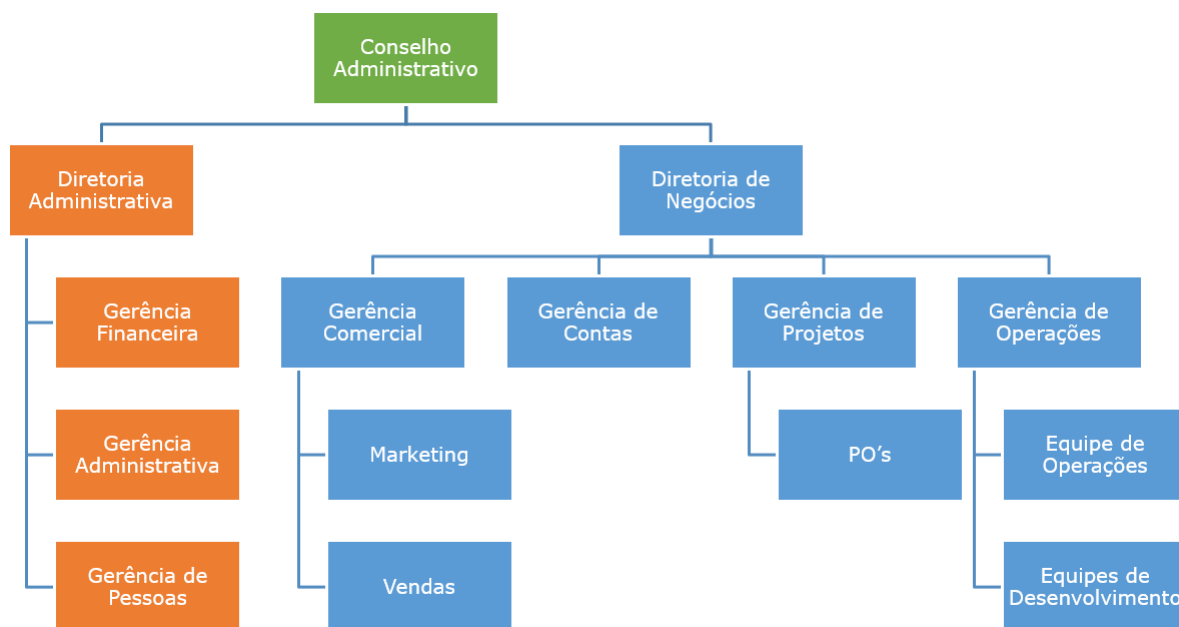 Conselho
Administrativo
Diretoria
Administrativa
Diretoria de
Negócios
Gerência
Financeira
Gerência
Comercial
Gerência de
Contas
Gerência de
Projetos
Gerência de
Operações
Gerência
Administrativa
Marketing
PO’s
Equipe de
Operações
Gerência de
Pessoas
Vendas
Equipes de
Desenvolvimento